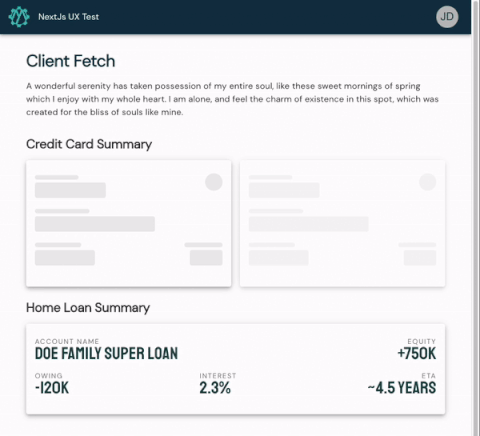 NextJs UX Test
JD
Client Fetch
A wonderful serenity has taken possession of my entire soul, like these sweet mornings of spring
which I enjoy with my whole heart. I am alone, and feel the charm of existence in this spot, which was
created for the bliss of souls like mine.
Credit Card Summary
Home Loan Summary
ACCOUNT NAME
EQUITY
DOE FAMILY SUPER LOAN
+750K
OWING
INTEREST
ETA
-120K
2.3%
~4.5 YEARS